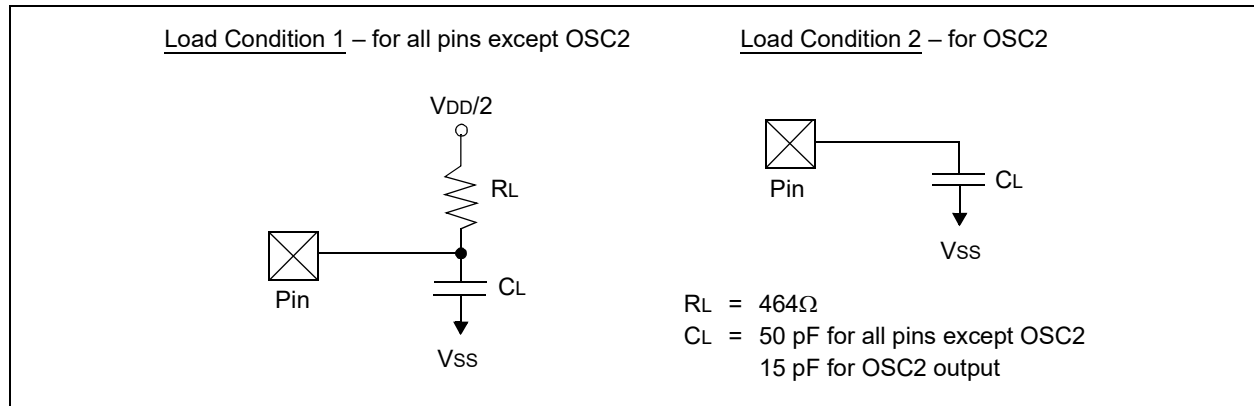 Load Condition 1 – for all pins except OSC2
VDD/2
RL
Pin
CL
VSS
Load Condition 2 – for OSC2
Pin
CL
VSS
RL = 464Ω
CL = 50 pF for all pins except OSC2
15 pF for OSC2 output